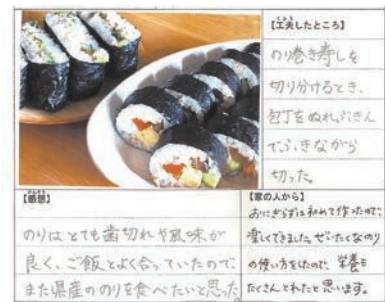 【工夫したところ】
のり巻き寿しを
切り分けるとき、
包丁をぬれぶきん
でふきながら
切った。
【感想】
のりはとても歯切れや風味が
良く、ご飯とよく合っていたので、
また県産ののりを食べたいと思った。
【家の人から】
おにぎらずは初めて作ったので、
楽しくできました。ぜいたくなのり
の使い方をしたので、栄養も
たくさんとれたと思います。